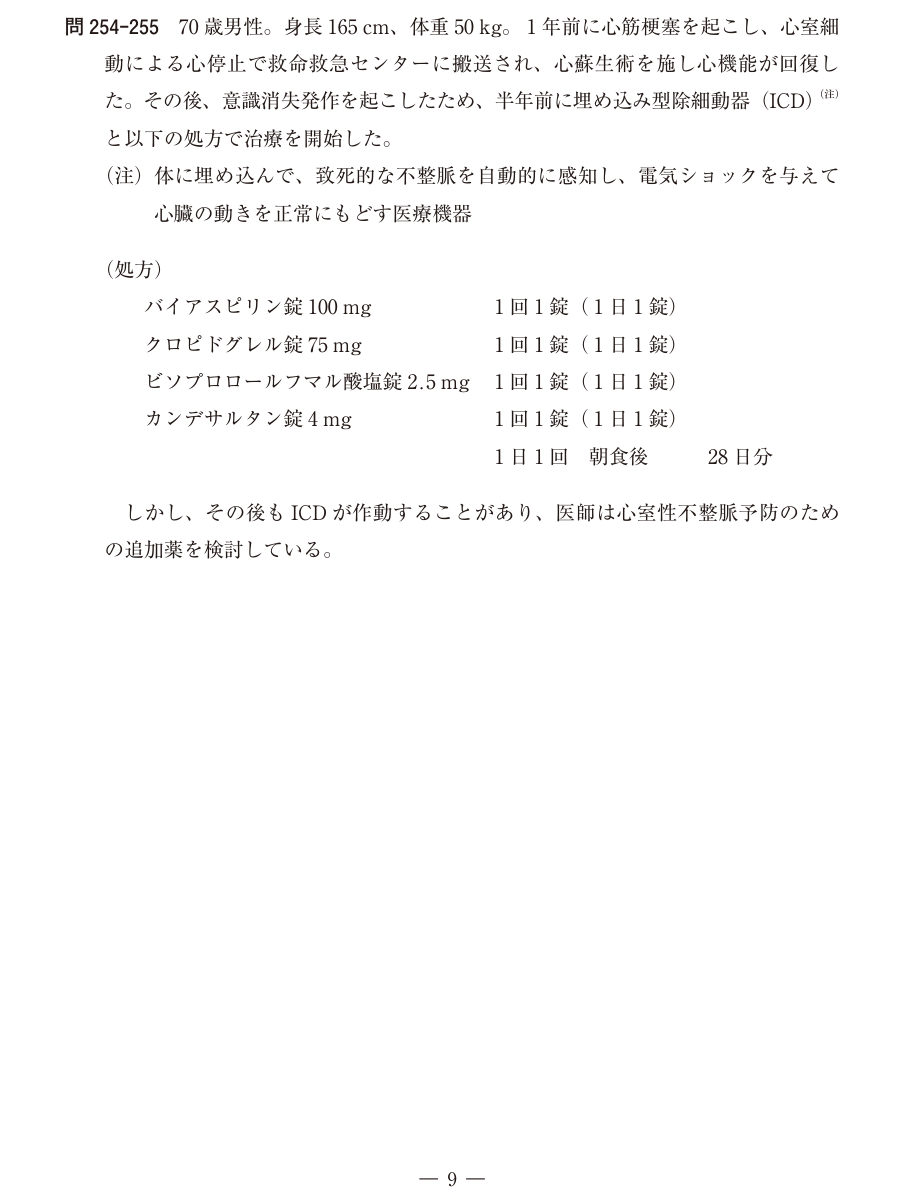 問 254-255　70 歳男性。身長 165 cm、体重 50 kg。1 年前に心筋梗塞を起こし、心室細
動による心停止で救命救急センターに搬送され、心蘇生術を施し心機能が回復し
た。その後、意識消失発作を起こしたため、半年前に埋め込み型除細動器（ICD）（注）
と以下の処方で治療を開始した。
（注）体に埋め込んで、致死的な不整脈を自動的に感知し、電気ショックを与えて
心臓の動きを正常にもどす医療機器
（処方）
バイアスピリン錠 100 mg　1 回 1 錠（1 日 1 錠）
クロピドグレル錠 75 mg　1 回 1 錠（1 日 1 錠）
ビソプロロールフマル酸塩錠 2.5 mg　1 回 1 錠（1 日 1 錠）
カンデサルタン錠 4 mg　1 回 1 錠（1 日 1 錠）
1 日 1 回　朝食後　28 日分
しかし、その後も ICD が作動することがあり、医師は心室性不整脈予防のため
の追加薬を検討している。
— 9 —